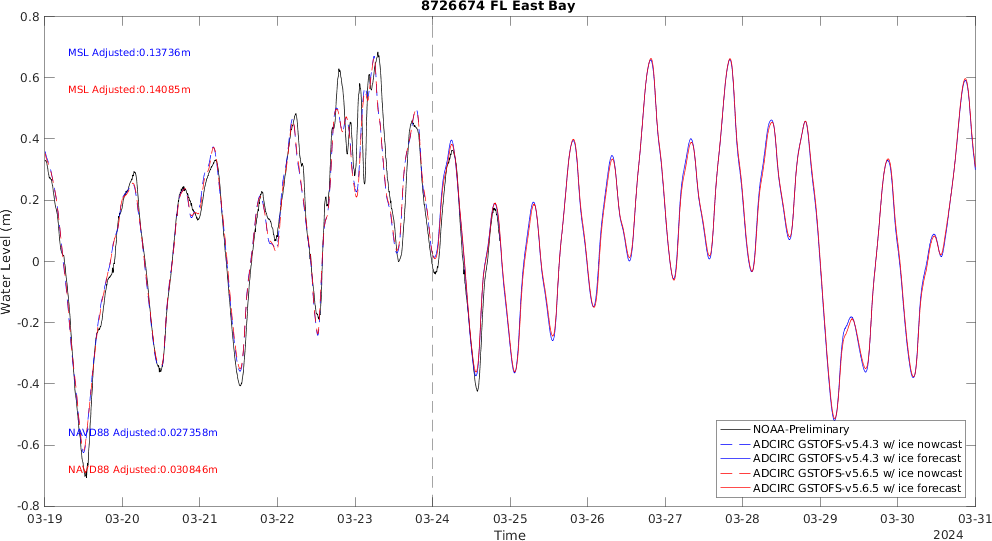 8726674 FL East Bay
0.8
0.6
0.4
0.2
0
-0.2
-0.4
-0.6
-0.8
Water Level (m)
MSL Adjusted:0.13736m
MSL Adjusted:0.14085m
NAVD88 Adjusted:0.027358m
NAVD88 Adjusted:0.030846m
NOAA-Preliminary
ADCIRC GSTOFS-v5.4.3 w/ ice nowcast
ADCIRC GSTOFS-v5.4.3 w/ ice forecast
ADCIRC GSTOFS-v5.6.5 w/ ice nowcast
ADCIRC GSTOFS-v5.6.5 w/ ice forecast
03-19 03-20 03-21 03-22 03-23 03-24 03-25 03-26 03-27 03-28 03-29 03-30 03-31
Time
2024